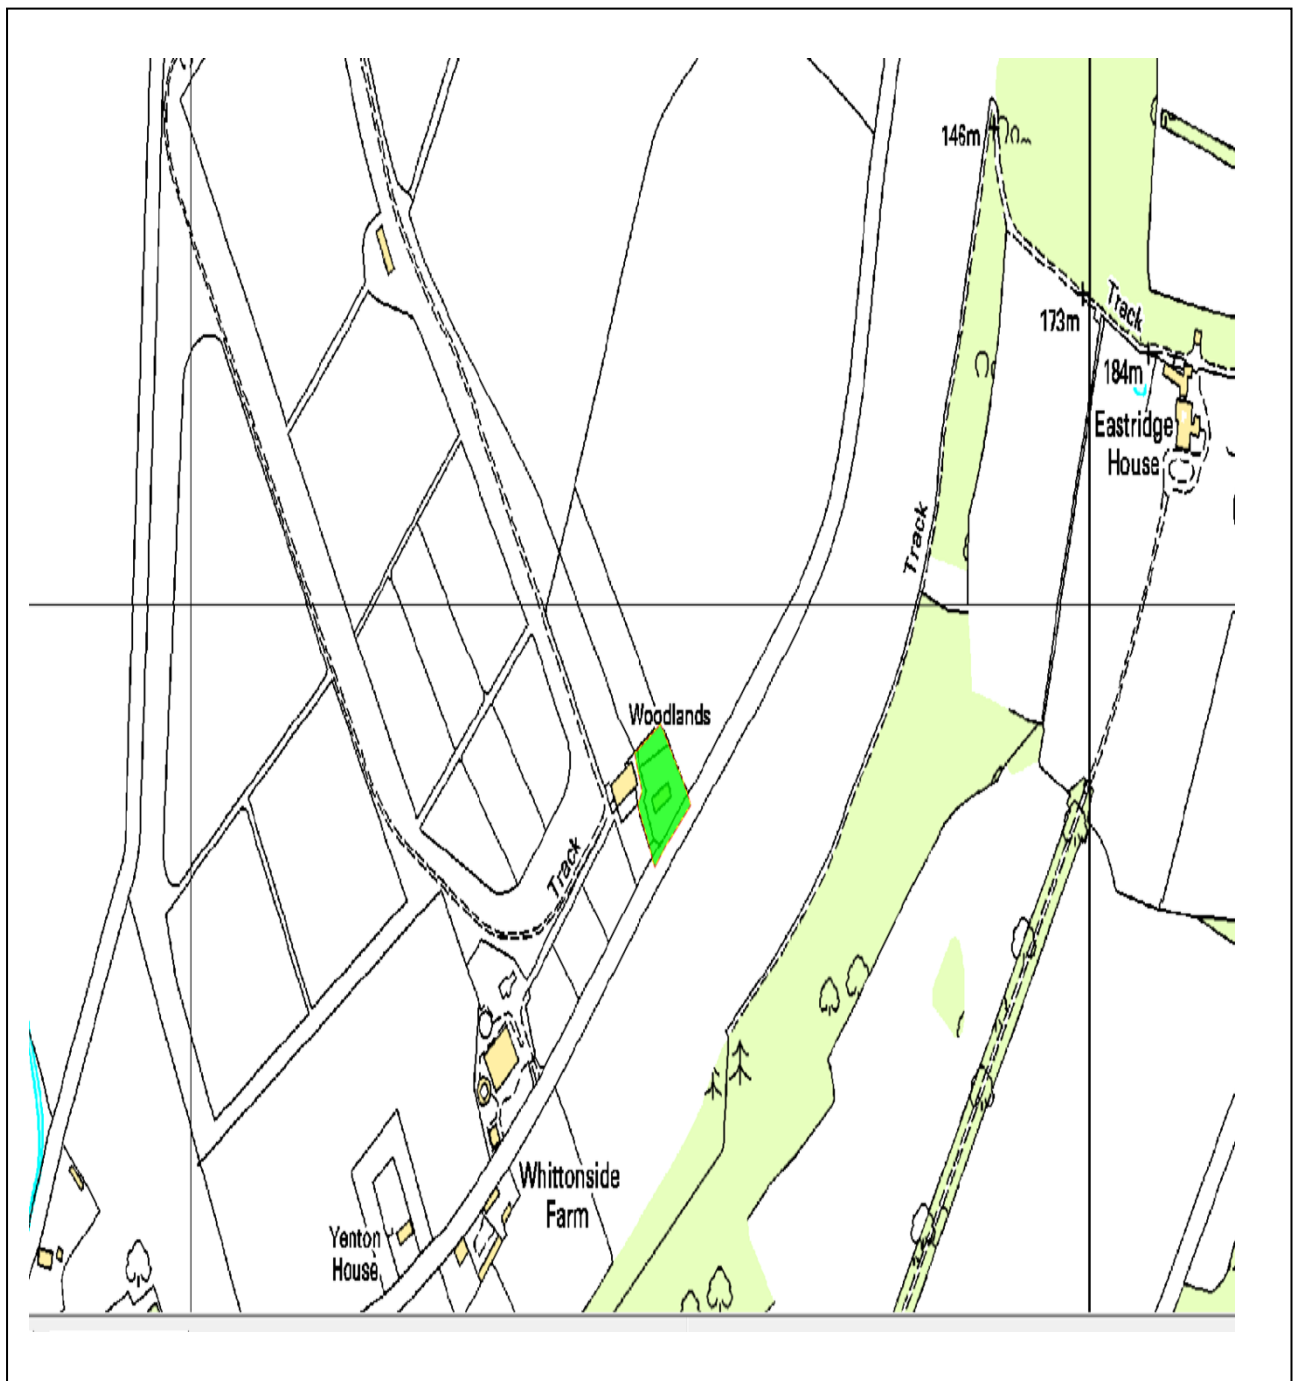 146m
Track
173m
184m
Eastridge
House
Track
Woodlands
Track
Whittonside
Farm
Yenton
House